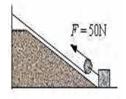 F = 50N